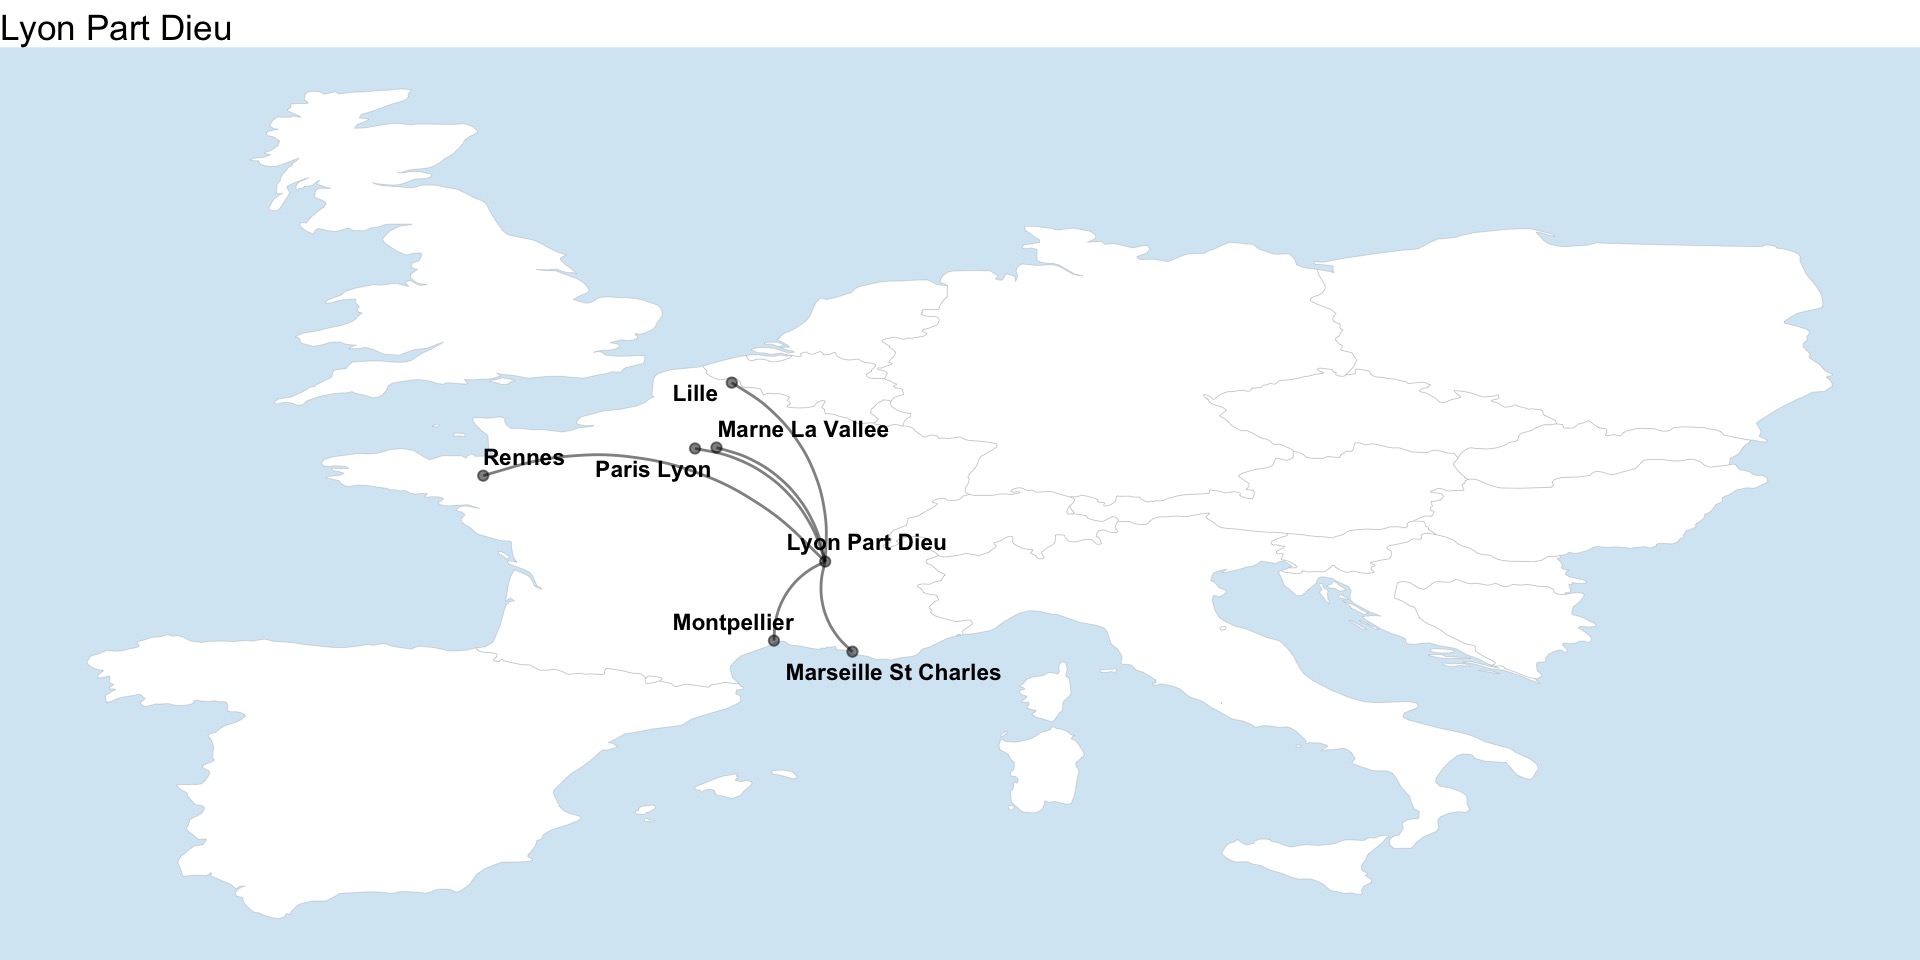 Lyon Part Dieu
Lille
Marne La Vallee
Rennes
Paris Lyon
Lyon Part Dieu
Montpellier
Marseille St Charles